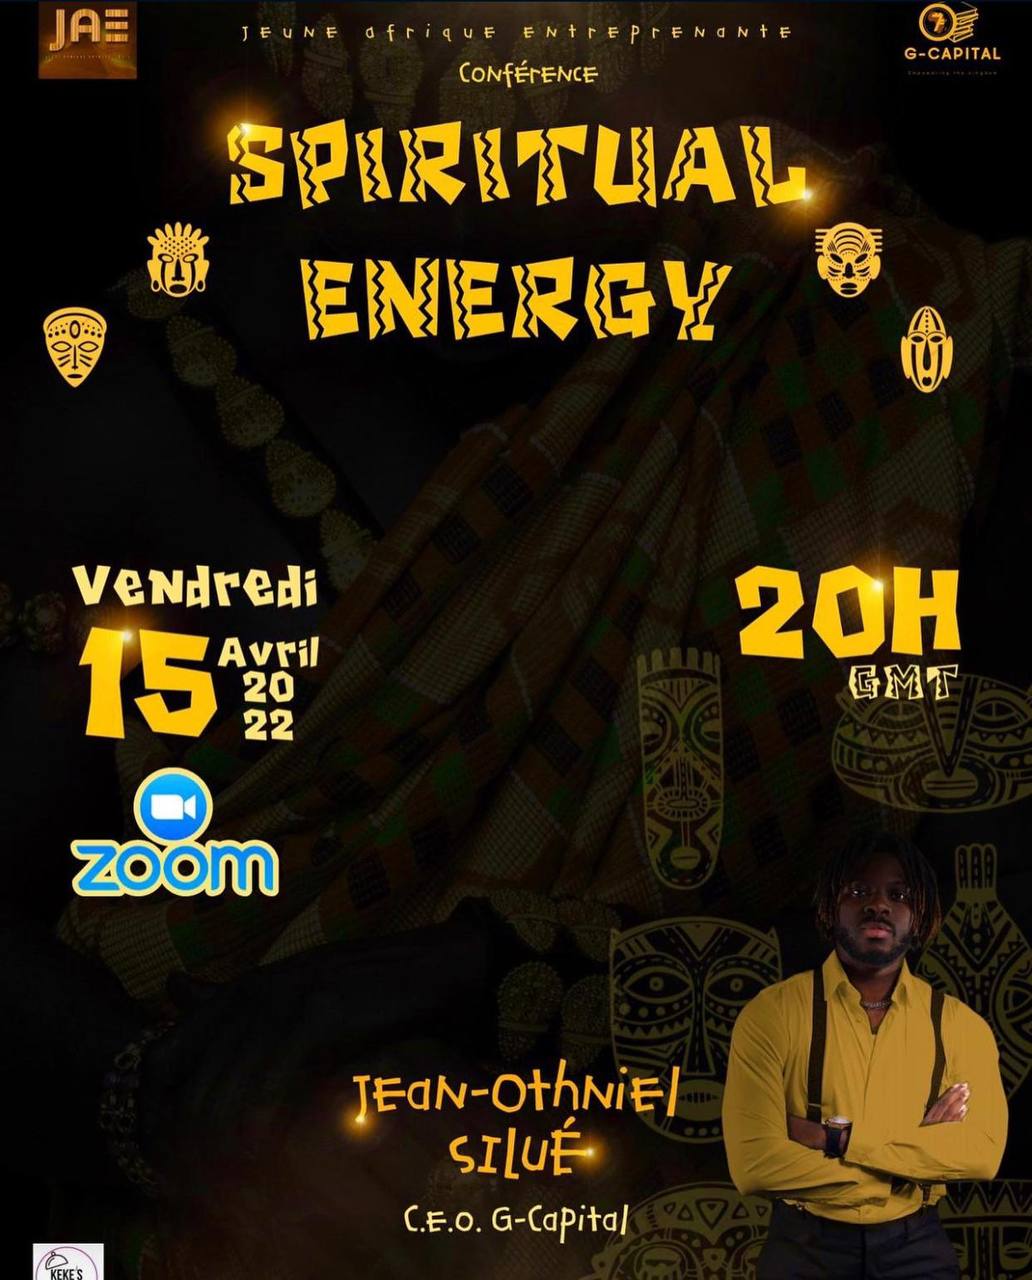 JAE
JEUNE afrique ENTREPRENANTE
G-CAPITAL
Conférence
SPIRITUAL
ENERGY
Vendredi
15 Avril
20
22
20H
GMT
zoom
JEaN-OthNiEl
SILUÉ
C.E.O. G-Capital
KEKE'S